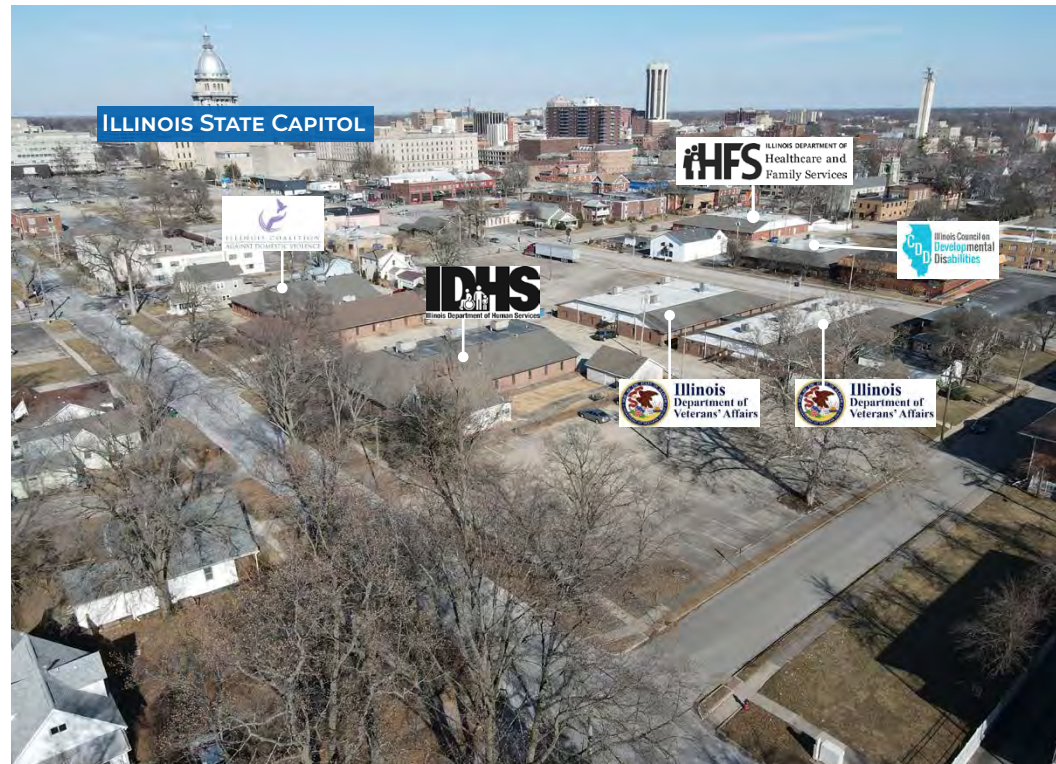 ILLINOIS STATE CAPITOL
HFS
ILLINOIS DEPARTMENT OF
Healthcare and
Family Services
ILLINOIS COALITION
AGAINST DOMESTIC VIOLENCE
CDD
Illinois Council on
Developmental
Disabilities
IDHS
Illinois Department of Human Services
Illinois
Department of
Veterans' Affairs
Illinois
Department of
Veterans' Affairs